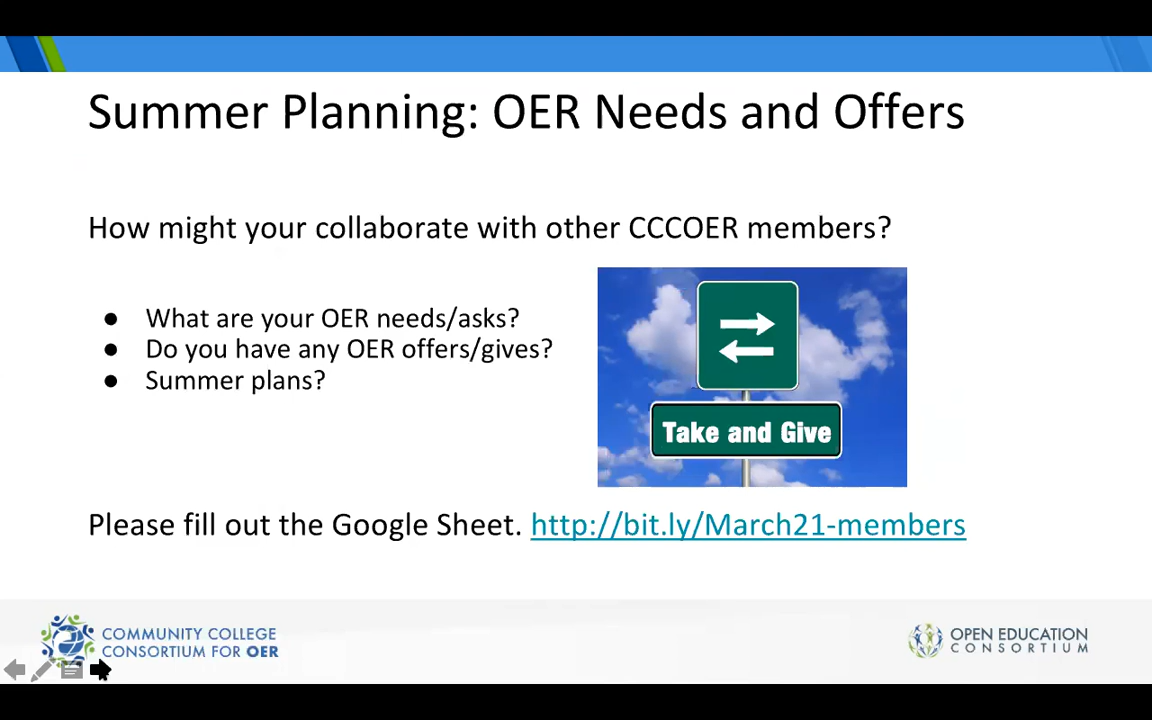 Summer Planning: OER Needs and Offers
How might your collaborate with other CCCOER members?
● What are your OER needs/asks?
● Do you have any OER offers/gives?
● Summer plans?
Take and Give
Please fill out the Google Sheet. http://bit.ly/March21-members
COMMUNITY COLLEGE
CONSORTIUM FOR OER
OPEN EDUCATION
CONSORTIUM